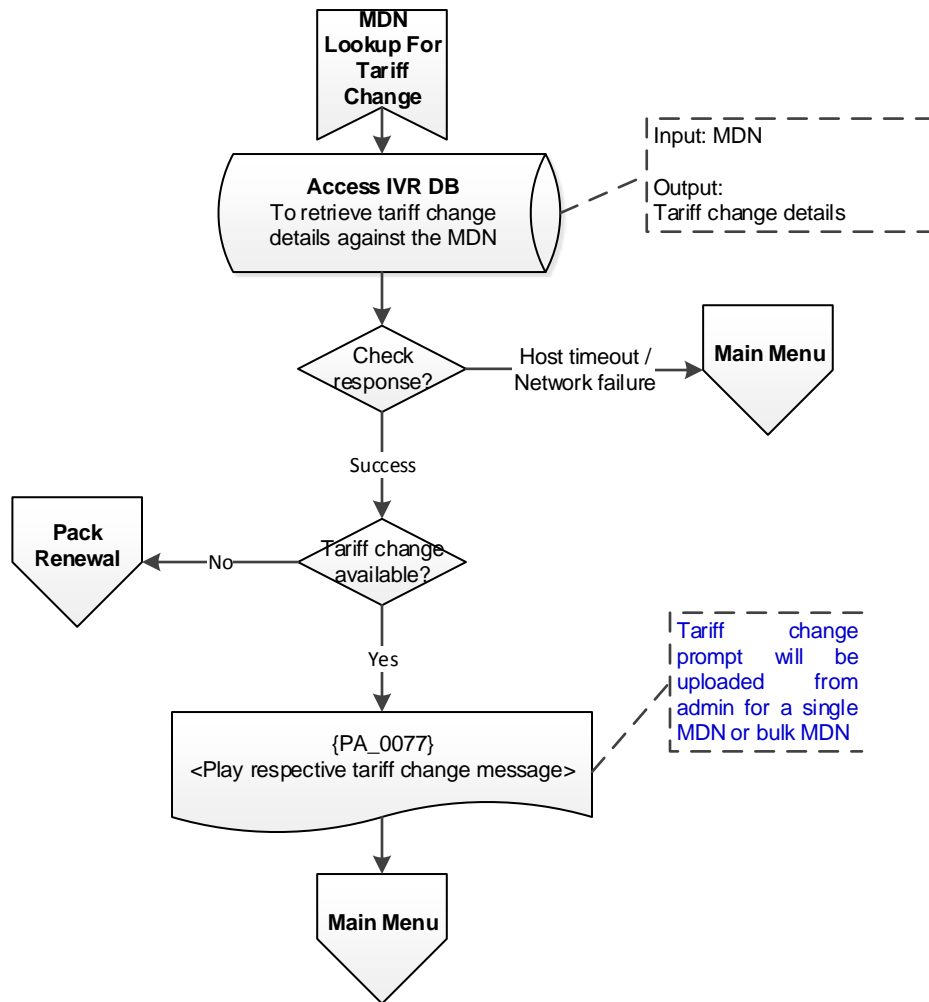 MDN
Lookup For
Tariff
Change
Access IVR DB
To retrieve tariff change
details against the MDN
Input: MDN
Output:
Tariff change details
Check
response?
Host timeout /
Network failure
Main Menu
Success
Pack
Renewal
No
Tariff change
available?
Yes
Tariff change
prompt will be
uploaded from
admin for a single
MDN or bulk MDN
{PA_0077}
<Play respective tariff change message>
Main Menu